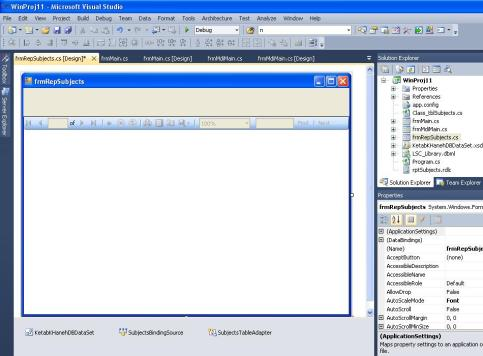 WinProj11 - Microsoft Visual Studio
File Edit View Project Build Debug Team Data Format Tools Architecture Test Analyze Window Help
Debug n
frmRepSubjects.cs [Design]* frmMain.cs frmMain.cs [Design] frmMdiMain.cs frmMdiMain.cs [Design]
Toolbox
Server Explorer
frmRepSubjects
of 100% Find Next
KetabKhanehDBDataSet SubjectsBindingSource SubjectsTableAdapter
Solution Explorer
WinProj11
Properties
References
app.config
Class_tblSubjects.cs
frmMain.cs
frmMdiMain.cs
frmRepSubjects.cs
KetabKhanehDBDataSet.xsd
LSC_Library.dbml
Program.cs
rptSubjects.rdlc
Solution Explorer Team Explorer
Properties
frmRepSubjects System.Windows.Form
(ApplicationSettings)
(DataBindings)
(Name) frmRepSubje
AcceptButton (none)
AccessibleDescription
AccessibleName
AccessibleRole Default
AllowDrop False
AutoScaleMode Font
AutoScroll False
AutoScrollMargin 0, 0
AutoScrollMinSize 0, 0
(ApplicationSettings)
Maps property settings to an application co
file.